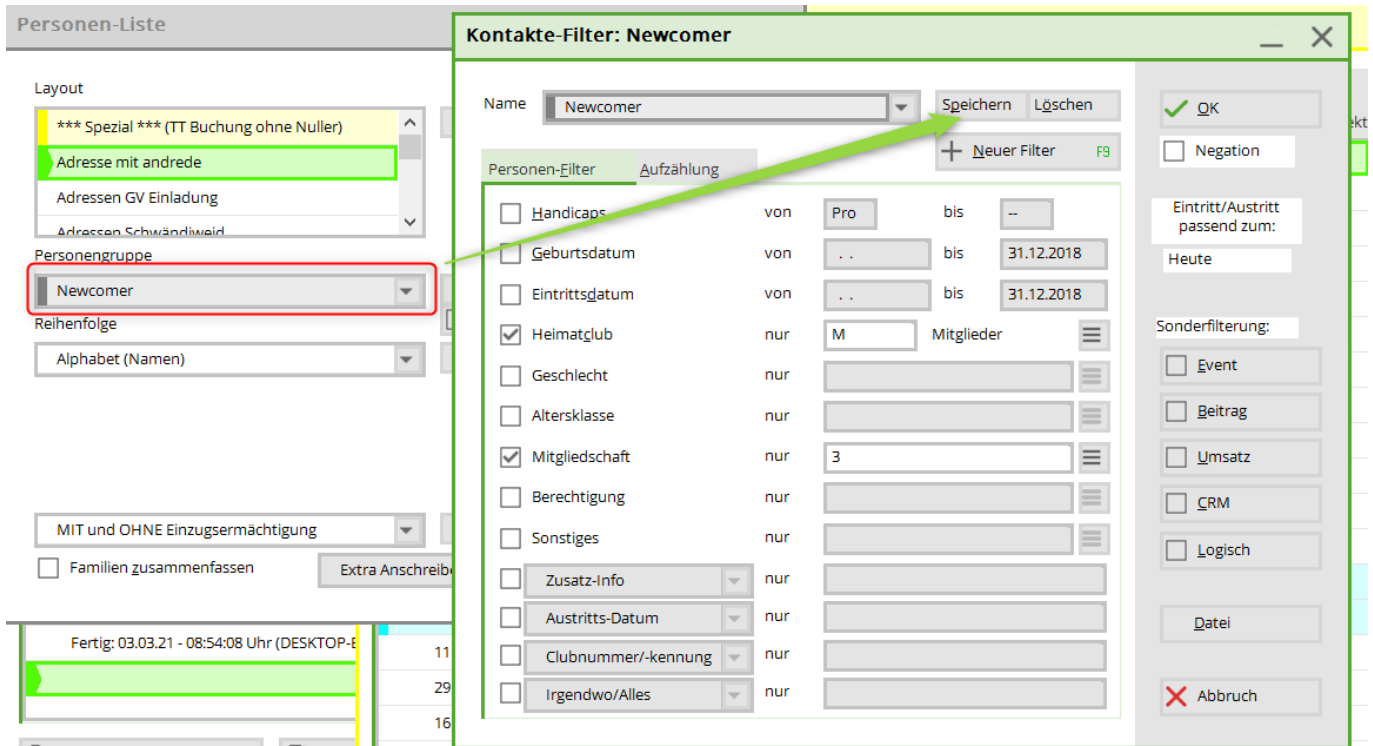 Personen-Liste
Layout
*** Spezial *** (TT Buchung ohne Nuller)
Adresse mit andrede
Adressen GV Einladung
Adressen Schwändiweid
Personengruppe
Newcomer
Reihenfolge
Alphabet (Namen)
MIT und OHNE Einzugsermächtigung
Familien zusammenfassen
Extra Anschreibe
Fertig: 03.03.21 - 08:54:08 Uhr (DESKTOP-E
11
29
16
Kontakte-Filter: Newcomer
Name Newcomer Speichern Löschen
Neuer Filter F9
Personen-Filter Aufzählung
Handicaps von Pro bis --
Geburtsdatum von . . bis 31.12.2018
Eintrittsdatum von . . bis 31.12.2018
Heimatclub nur M Mitglieder
Geschlecht nur
Altersklasse nur
Mitgliedschaft nur 3
Berechtigung nur
Sonstiges nur
Zusatz-Info nur
Austritts-Datum nur
Clubnummer/-kennung nur
Irgendwo/Alles nur
OK
Negation
Eintritt/Austritt
passend zum:
Heute
Sonderfilterung:
Event
Beitrag
Umsatz
CRM
Logisch
Datei
Abbruch
ekt